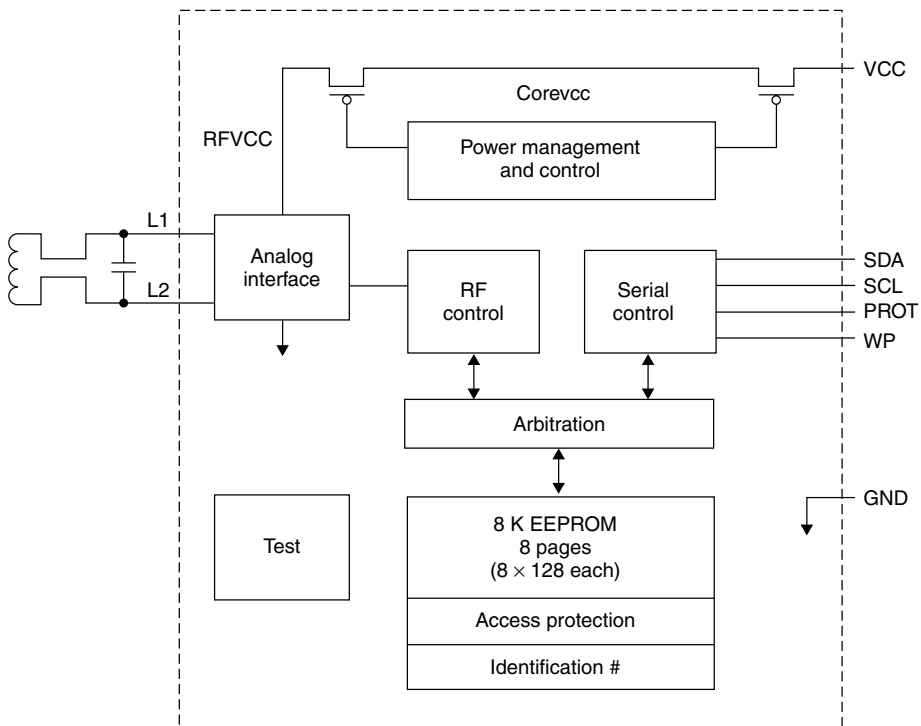 VCC
Corevcc
RFVCC
Power management
and control
L1
Analog
interface
L2
RF
control
Serial
control
SDA
SCL
PROT
WP
Arbitration
GND
Test
8 K EEPROM
8 pages
(8 × 128 each)
Access protection
Identification #